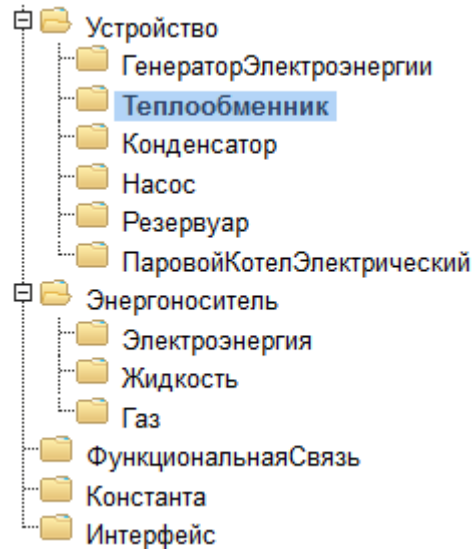 Устройство
ГенераторЭлектроэнергии
Теплообменник
Конденсатор
Насос
Резервуар
ПаровойКотелЭлектрический
Энергоноситель
Электроэнергия
Жидкость
Газ
ФункциональнаяСвязь
Константа
Интерфейс